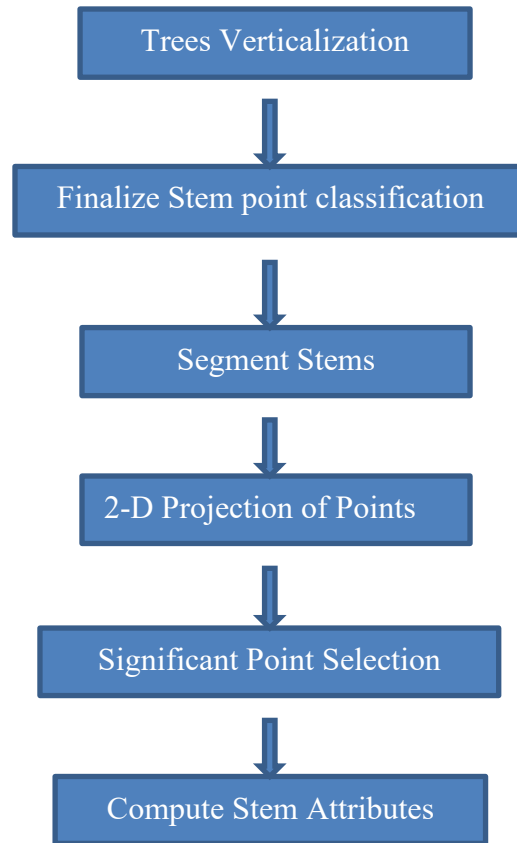 Trees Verticalization
Finalize Stem point classification
Segment Stems
2-D Projection of Points
Significant Point Selection
Compute Stem Attributes